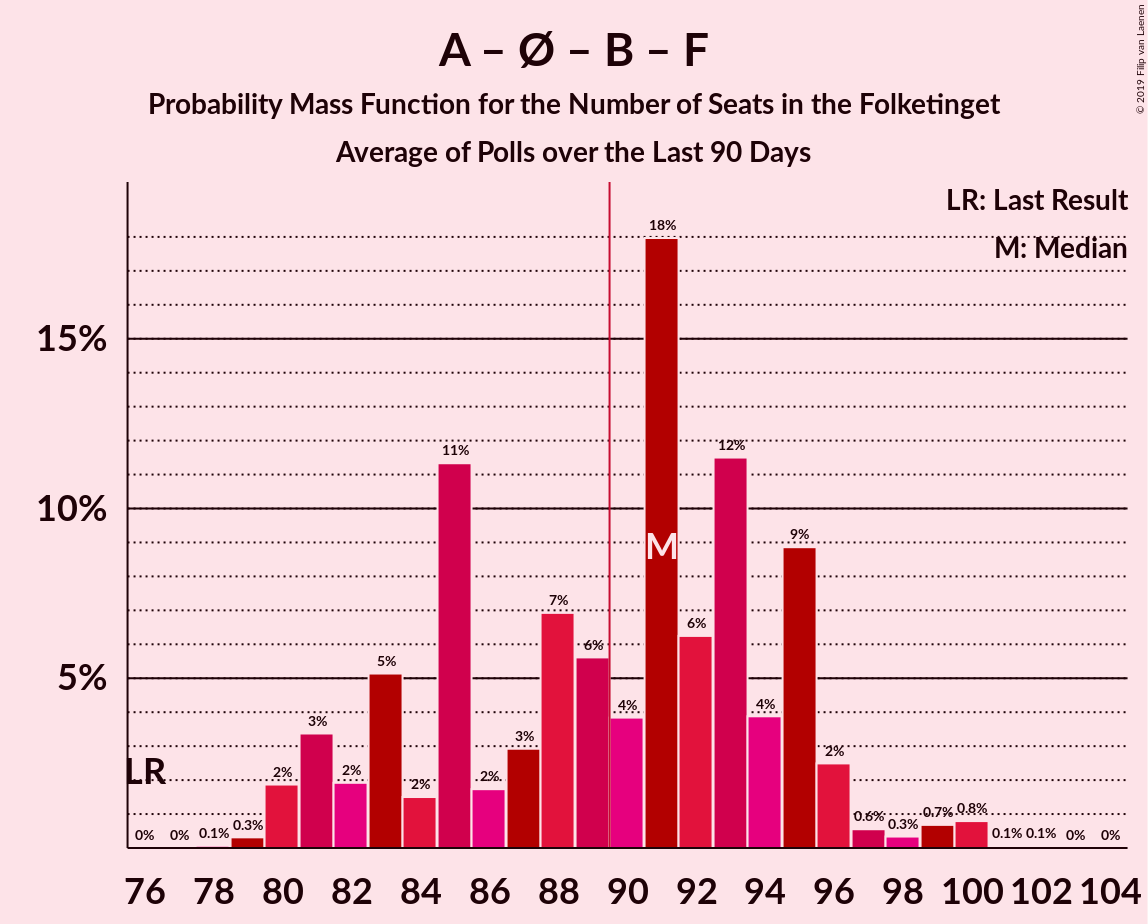 A – Ø – B – F
Probability Mass Function for the Number of Seats in the Folketinget
Average of Polls over the Last 90 Days
© 2019 Filip van Laenen
LR: Last Result
M: Median
15%
10%
5%
LR
M
0% 0% 0.1% 0.3% 2% 3% 2% 5% 2% 11% 2% 3% 7% 6% 4% 18% 6% 12% 4% 9% 2% 0.6% 0.3% 0.7% 0.8% 0.1% 0.1% 0% 0%
76 78 80 82 84 86 88 90 92 94 96 98 100 102 104